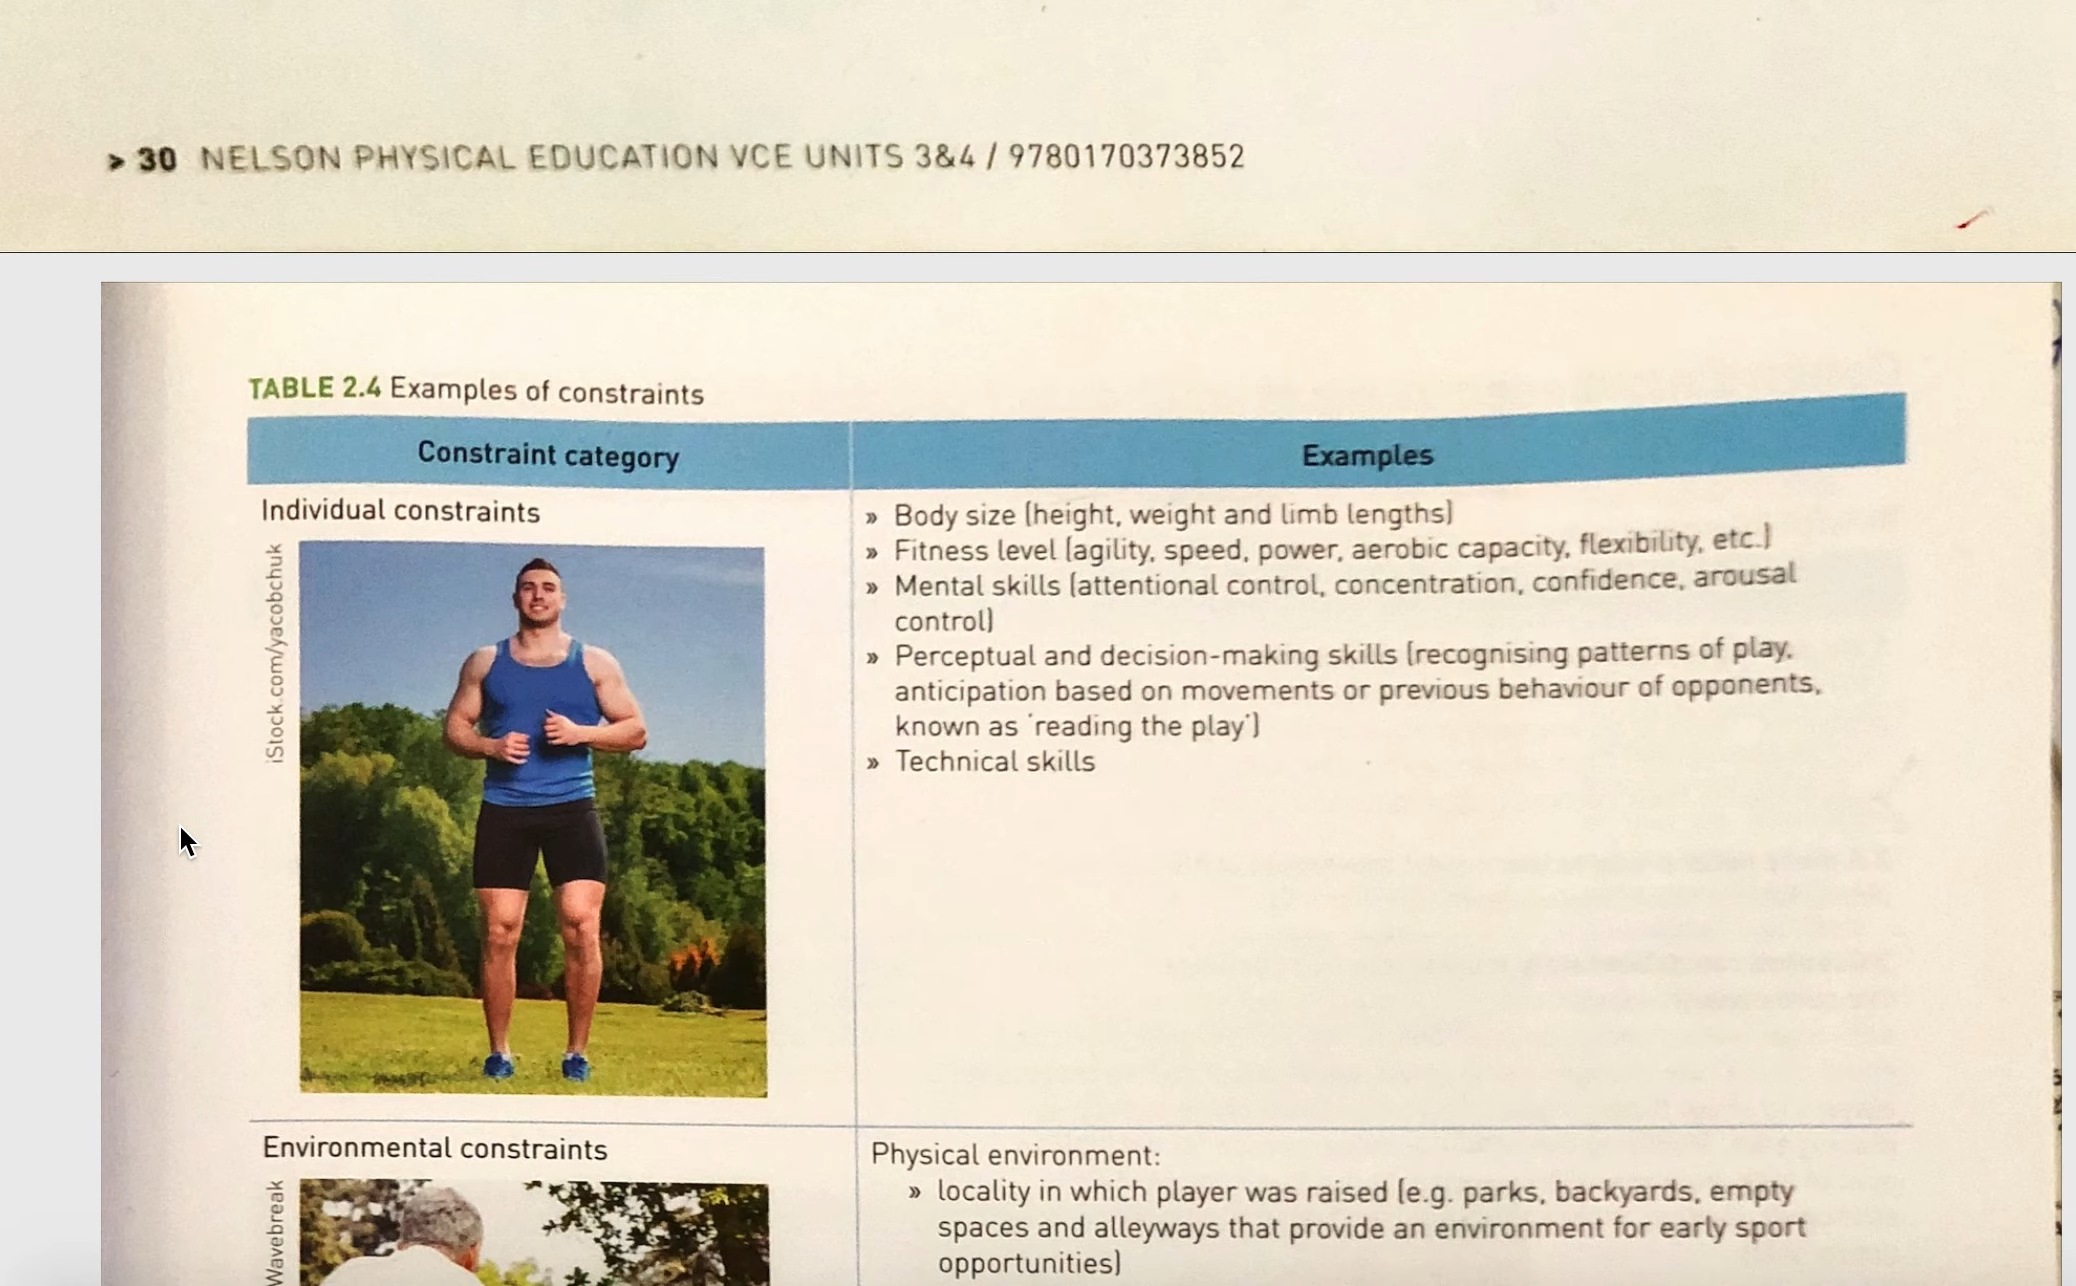 > 30 NELSON PHYSICAL EDUCATION VCE UNITS 3&4 / 9780170373852
TABLE 2.4 Examples of constraints
Constraint category
Examples
Individual constraints
iStock.com/yacobchuk
» Body size (height, weight and limb lengths)
» Fitness level (agility, speed, power, aerobic capacity, flexibility, etc.)
» Mental skills (attentional control, concentration, confidence, arousal
control)
» Perceptual and decision-making skills (recognising patterns of play,
anticipation based on movements or previous behaviour of opponents,
known as 'reading the play')
» Technical skills
Environmental constraints
Wavebreak
Physical environment:
» locality in which player was raised (e.g. parks, backyards, empty
spaces and alleyways that provide an environment for early sport
opportunities)